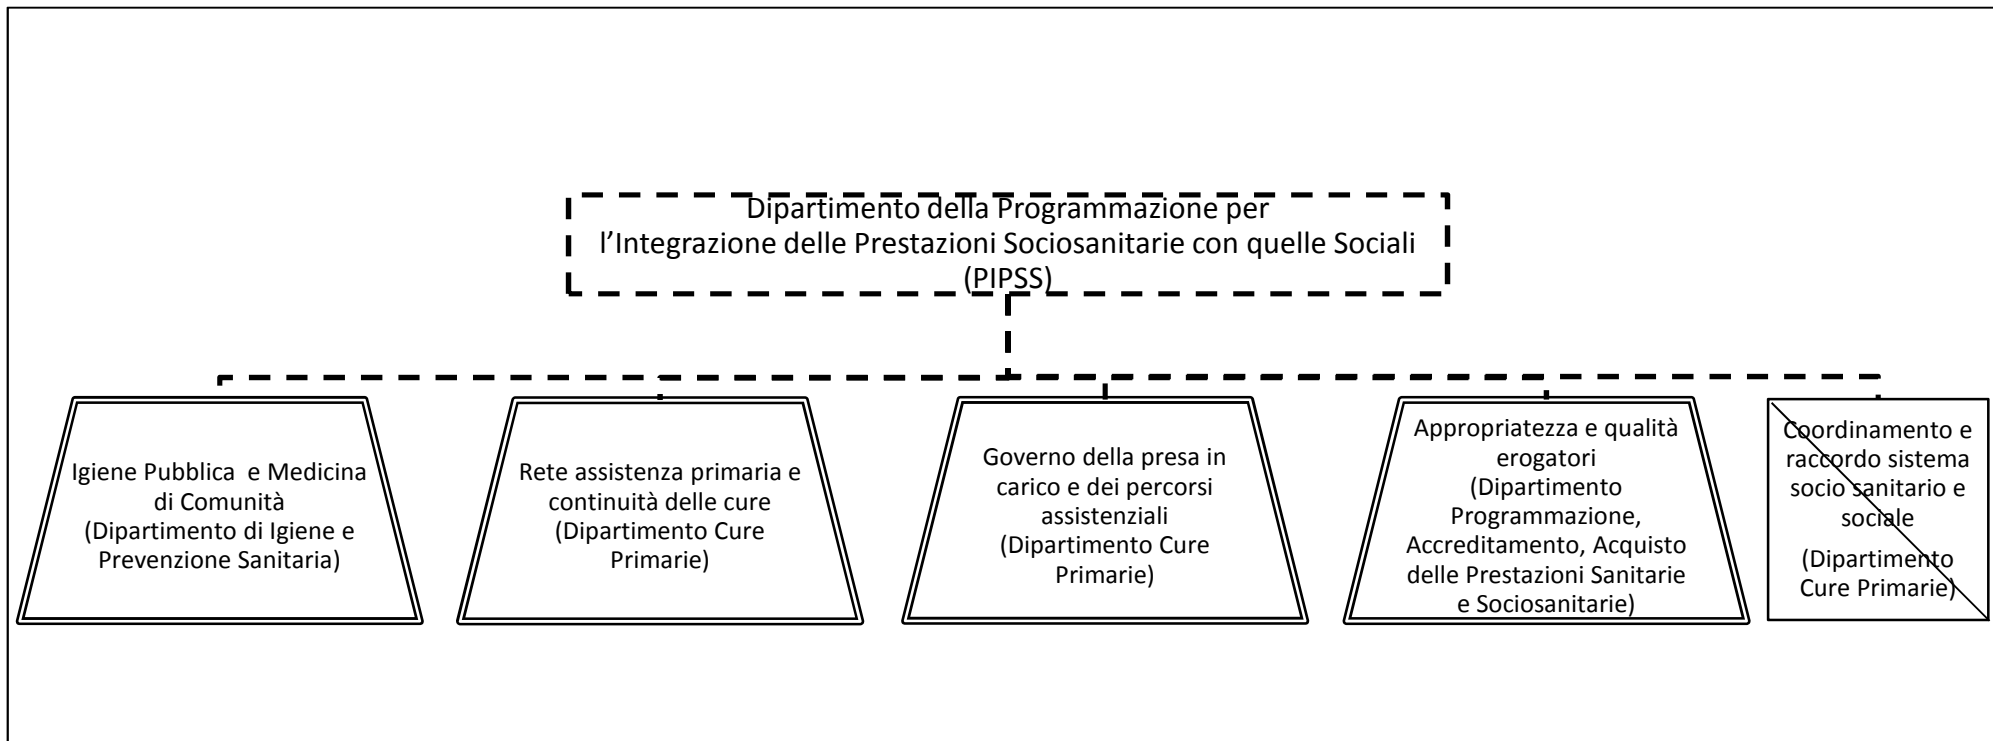 Dipartimento della Programmazione per
l’Integrazione delle Prestazioni Sociosanitarie con quelle Sociali
(PIPSS)
Igiene Pubblica e Medicina
di Comunità
(Dipartimento di Igiene e
Prevenzione Sanitaria)
Rete assistenza primaria e
continuità delle cure
(Dipartimento Cure
Primarie)
Governo della presa in
carico e dei percorsi
assistenziali
(Dipartimento Cure
Primarie)
Appropriatezza e qualità
erogatori
(Dipartimento
Programmazione,
Accreditamento, Acquisto
delle Prestazioni Sanitarie
e Sociosanitarie)
Coordinamento e
raccordo sistema
socio sanitario e
sociale
(Dipartimento
Cure Primarie)